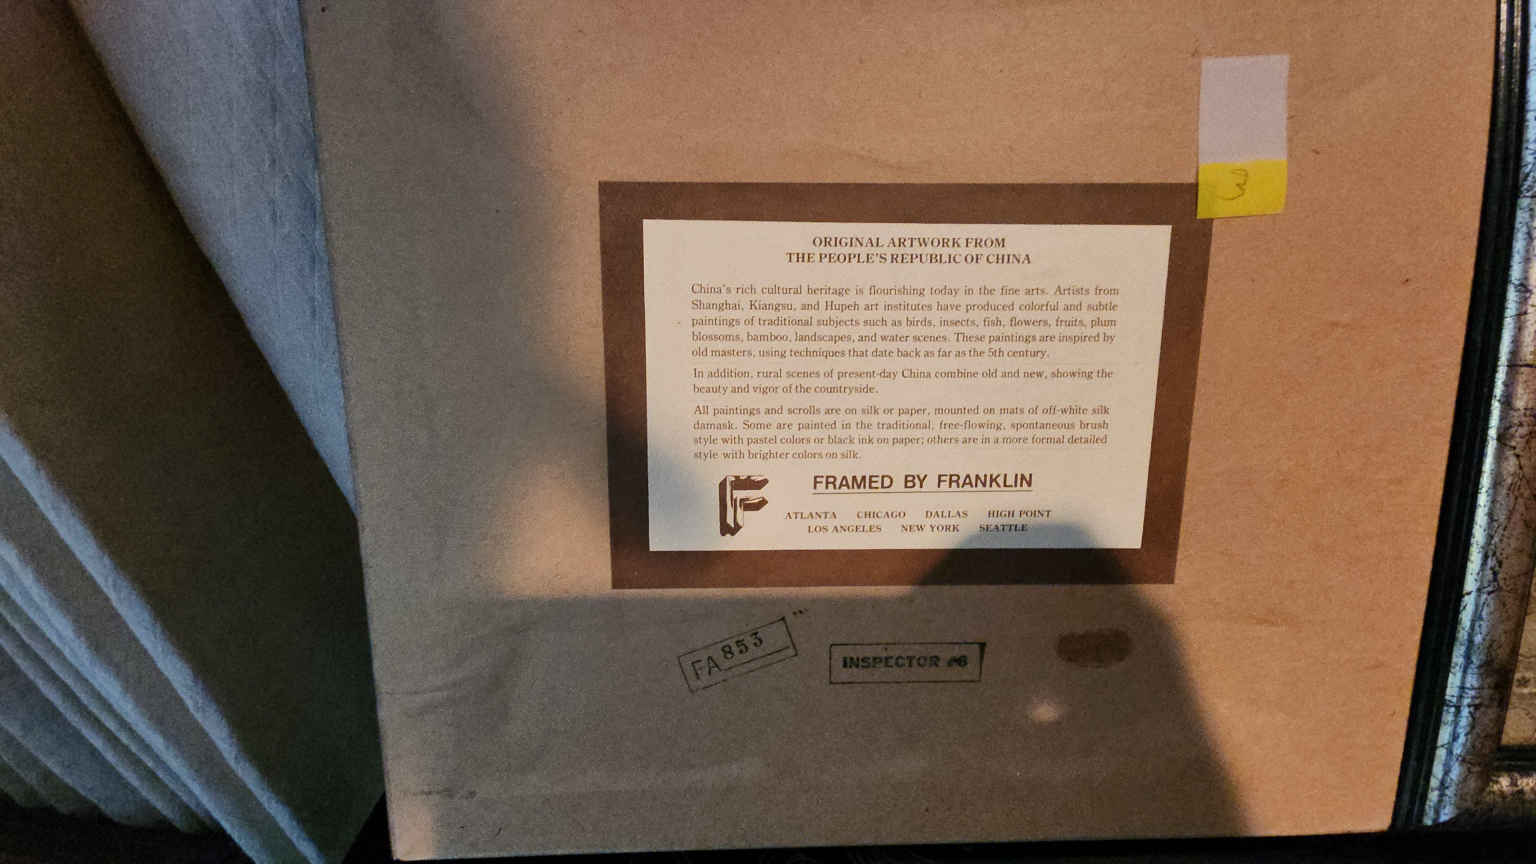 3
ORIGINAL ARTWORK FROM
THE PEOPLE'S REPUBLIC OF CHINA
China's rich cultural heritage is flourishing today in the fine arts. Artists from
Shanghai, Kiangsu, and Hupeh art institutes have produced colorful and subtle
paintings of traditional subjects such as birds, insects, fish, flowers, fruits, plum
blossoms, bamboo, landscapes, and water scenes. These paintings are inspired by
old masters, using techniques that date back as far as the 5th century.
In addition, rural scenes of present-day China combine old and new, showing the
beauty and vigor of the countryside.
All paintings and scrolls are on silk or paper, mounted on mats of off-white silk
damask. Some are painted in the traditional, free-flowing, spontaneous brush
style with pastel colors or black ink on paper; others are in a more formal detailed
style with brighter colors on silk.
F
FRAMED BY FRANKLIN
ATLANTA CHICAGO DALLAS HIGH POINT
LOS ANGELES NEW YORK SEATTLE
FA 853
INSPECTOR #6